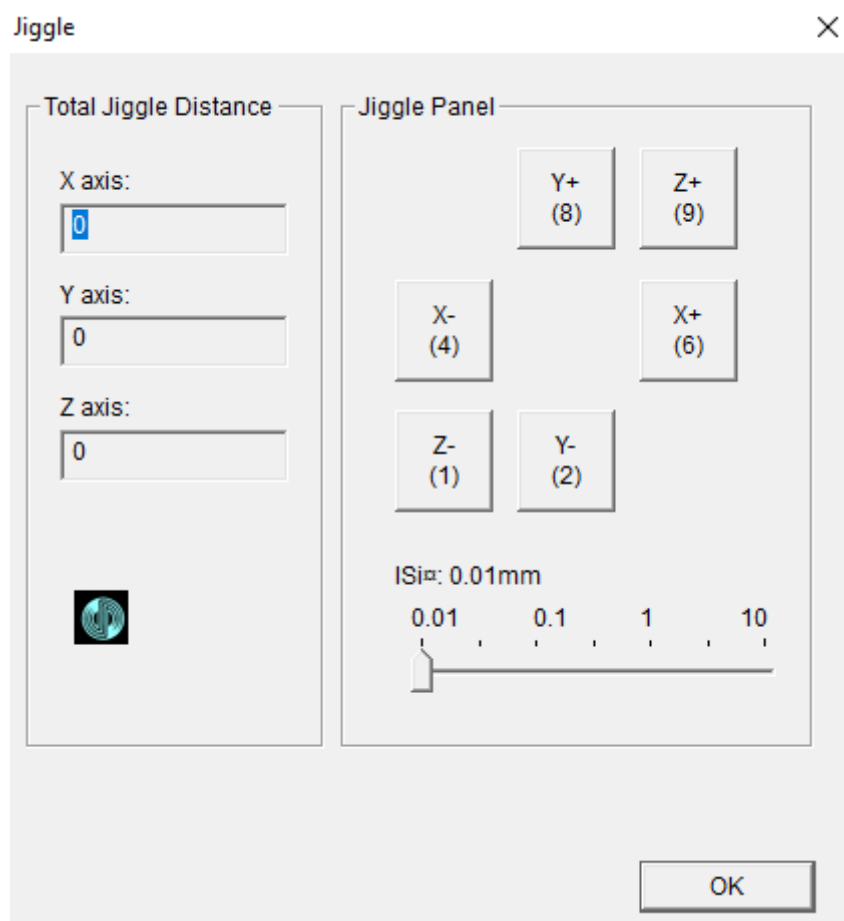 Jiggle
Total Jiggle Distance
X axis:
0
Y axis:
0
Z axis:
0
Jiggle Panel
Y+
(8)
Z+
(9)
X-
(4)
X+
(6)
Z-
(1)
Y-
(2)
ISi¤: 0.01mm
0.01 0.1 1 10
OK